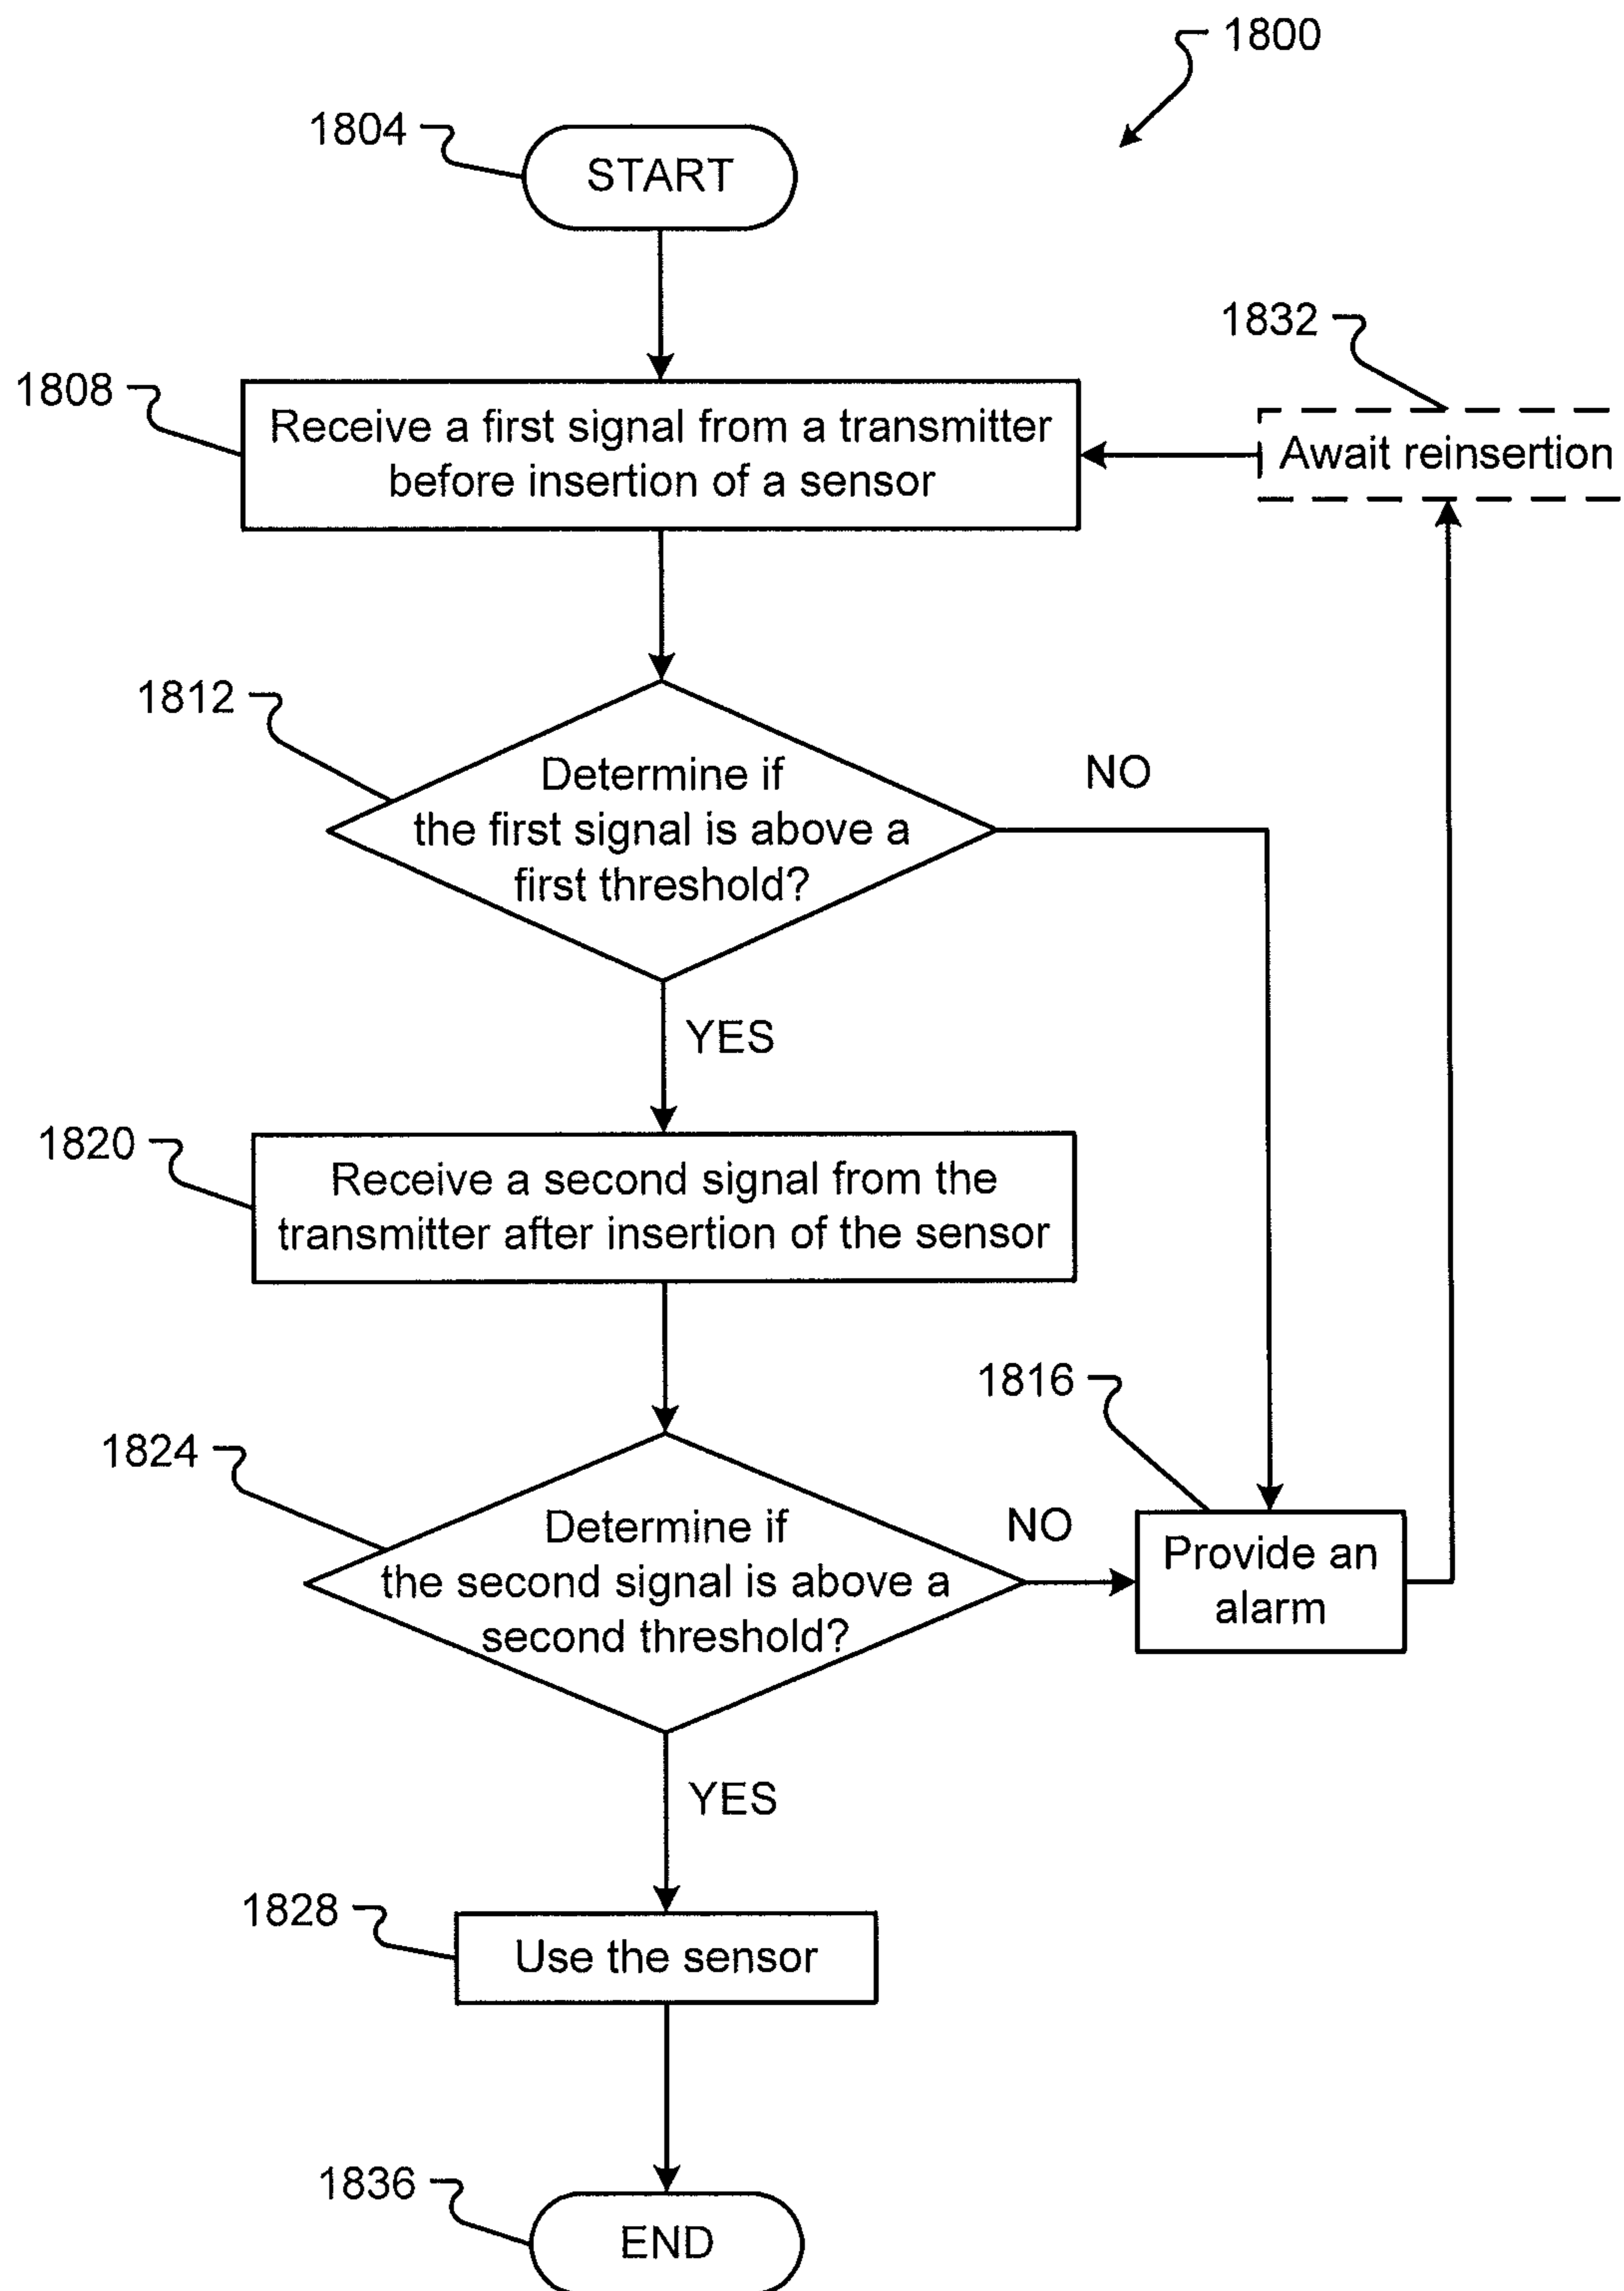 1800
1804
START
1832
1808
Receive a first signal from a transmitter
before insertion of a sensor
Await reinsertion
1812
Determine if
the first signal is above a
first threshold?
NO
YES
1820
Receive a second signal from the
transmitter after insertion of the sensor
1816
1824
Determine if
the second signal is above a
second threshold?
NO
Provide an
alarm
YES
1828
Use the sensor
1836
END